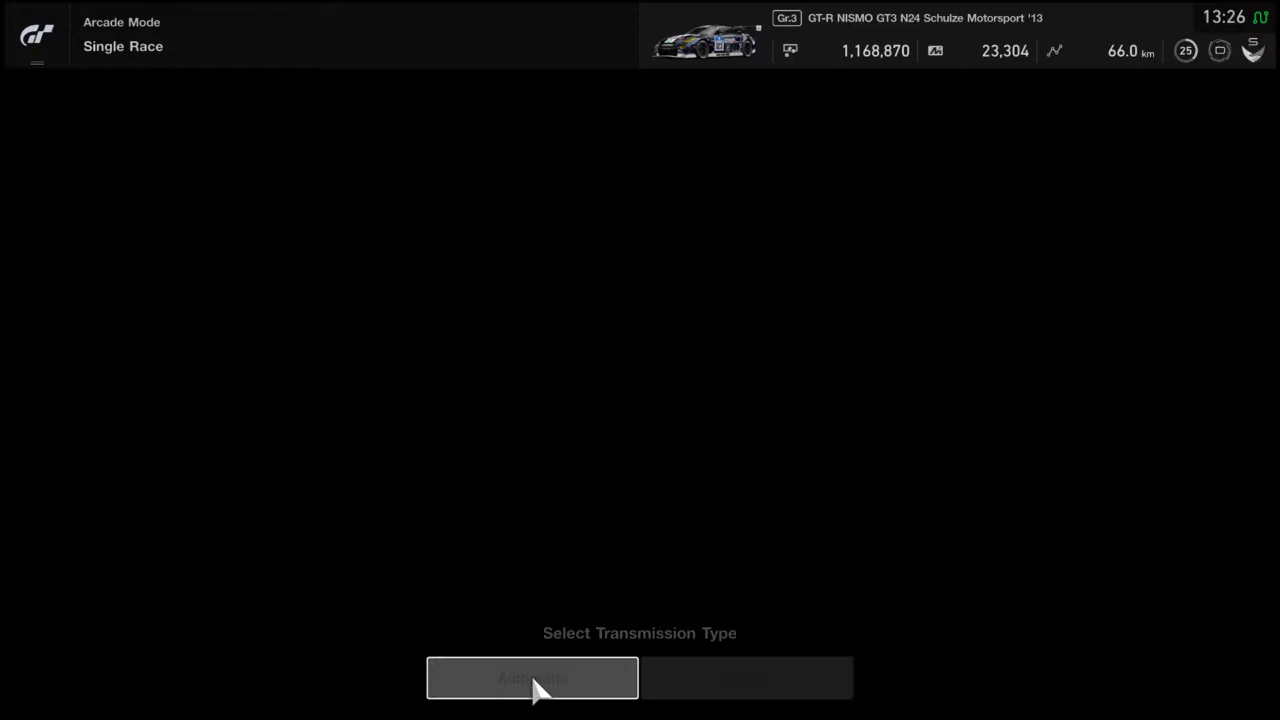 Arcade Mode
Single Race
Gr.3 GT-R NISMO GT3 N24 Schulze Motorsport '13
13:26
1,168,870 23,304 66.0 km 25 D S
Select Transmission Type